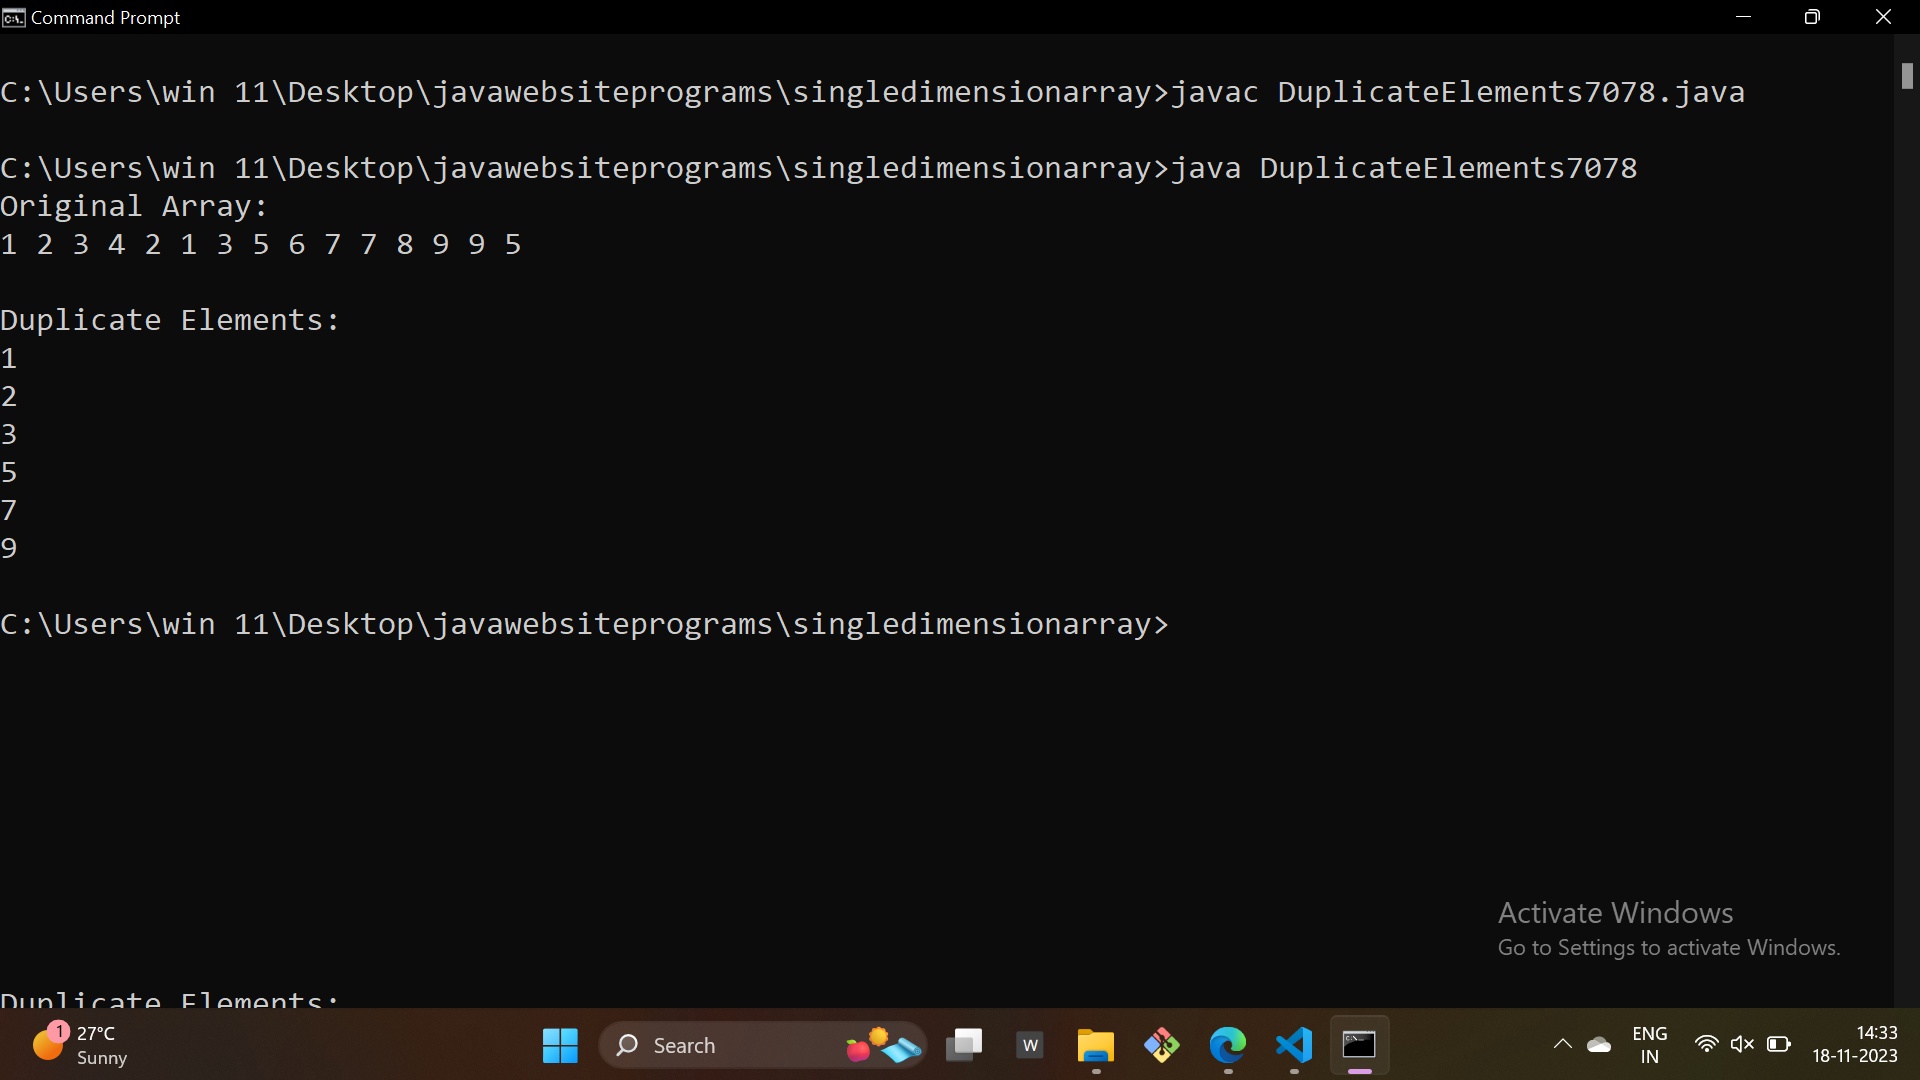 Command Prompt
C:\Users\win 11\Desktop\javawebsiteprograms\singledimensionarray>javac DuplicateElements7078.java
C:\Users\win 11\Desktop\javawebsiteprograms\singledimensionarray>java DuplicateElements7078
Original Array:
1 2 3 4 2 1 3 5 6 7 7 8 9 9 5
Duplicate Elements:
1
2
3
5
7
9
C:\Users\win 11\Desktop\javawebsiteprograms\singledimensionarray>
Activate Windows
Go to Settings to activate Windows.
Duplicate Elements:
1
27°C
Sunny
Search
W
ENG
IN
14:33
18-11-2023